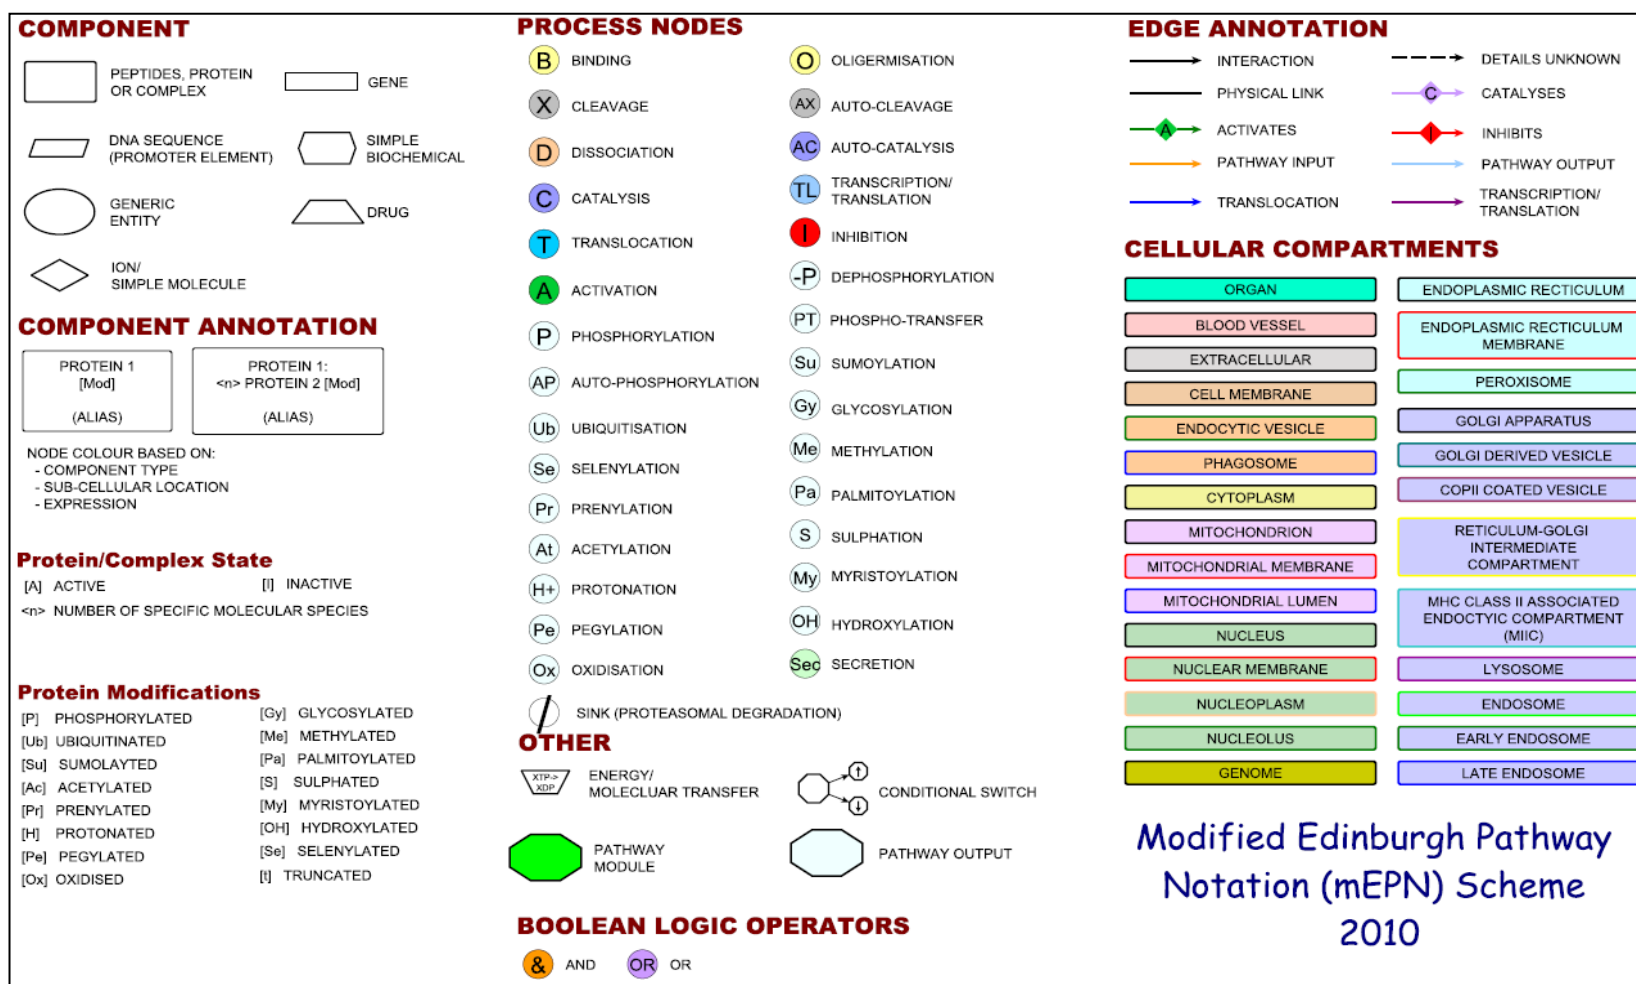 COMPONENT
PEPTIDES, PROTEIN
OR COMPLEX
GENE
DNA SEQUENCE
(PROMOTER ELEMENT)
SIMPLE
BIOCHEMICAL
GENERIC
ENTITY
DRUG
ION/
SIMPLE MOLECULE
COMPONENT ANNOTATION
PROTEIN 1
[Mod]
(ALIAS)
PROTEIN 1:
<n> PROTEIN 2 [Mod]
(ALIAS)
NODE COLOUR BASED ON:
- COMPONENT TYPE
- SUB-CELLULAR LOCATION
- EXPRESSION
Protein/Complex State
[A] ACTIVE
[I] INACTIVE
<n> NUMBER OF SPECIFIC MOLECULAR SPECIES
Protein Modifications
[P] PHOSPHORYLATED
[Ub] UBIQUITINATED
[Su] SUMOLAYTED
[Ac] ACETYLATED
[Pr] PRENYLATED
[H] PROTONATED
[Pe] PEGYLATED
[Ox] OXIDISED
[Gy] GLYCOSYLATED
[Me] METHYLATED
[Pa] PALMITOYLATED
[S] SULPHATED
[My] MYRISTOYLATED
[OH] HYDROXYLATED
[Se] SELENYLATED
[t] TRUNCATED
PROCESS NODES
B BINDING
X CLEAVAGE
D DISSOCIATION
C CATALYSIS
T TRANSLOCATION
A ACTIVATION
P PHOSPHORYLATION
AP AUTO-PHOSPHORYLATION
Ub UBIQUITISATION
Se SELENYLATION
Pr PRENYLATION
At ACETYLATION
H+ PROTONATION
Pe PEGYLATION
Ox OXIDISATION
SINK (PROTEASOMAL DEGRADATION)
O OLIGERMISATION
AX AUTO-CLEAVAGE
AC AUTO-CATALYSIS
TL TRANSCRIPTION/
TRANSLATION
I INHIBITION
-P DEPHOSPHORYLATION
PT PHOSPHO-TRANSFER
Su SUMOYLATION
Gy GLYCOSYLATION
Me METHYLATION
Pa PALMITOYLATION
S SULPHATION
My MYRISTOYLATION
OH HYDROXYLATION
Sec SECRETION
OTHER
XTP->
XDP
ENERGY/
MOLECLUAR TRANSFER
CONDITIONAL SWITCH
PATHWAY
MODULE
PATHWAY OUTPUT
BOOLEAN LOGIC OPERATORS
& AND
OR OR
EDGE ANNOTATION
INTERACTION
PHYSICAL LINK
A ACTIVATES
PATHWAY INPUT
TRANSLOCATION
DETAILS UNKNOWN
C CATALYSES
I INHIBITS
PATHWAY OUTPUT
TRANSCRIPTION/
TRANSLATION
CELLULAR COMPARTMENTS
ORGAN
BLOOD VESSEL
EXTRACELLULAR
CELL MEMBRANE
ENDOCYTIC VESICLE
PHAGOSOME
CYTOPLASM
MITOCHONDRION
MITOCHONDRIAL MEMBRANE
MITOCHONDRIAL LUMEN
NUCLEUS
NUCLEAR MEMBRANE
NUCLEOPLASM
NUCLEOLUS
GENOME
ENDOPLASMIC RECTICULUM
ENDOPLASMIC RECTICULUM
MEMBRANE
PEROXISOME
GOLGI APPARATUS
GOLGI DERIVED VESICLE
COPII COATED VESICLE
RETICULUM-GOLGI
INTERMEDIATE
COMPARTMENT
MHC CLASS II ASSOCIATED
ENDOCTYIC COMPARTMENT
(MIIC)
LYSOSOME
ENDOSOME
EARLY ENDOSOME
LATE ENDOSOME
Modified Edinburgh Pathway
Notation (mEPN) Scheme
2010